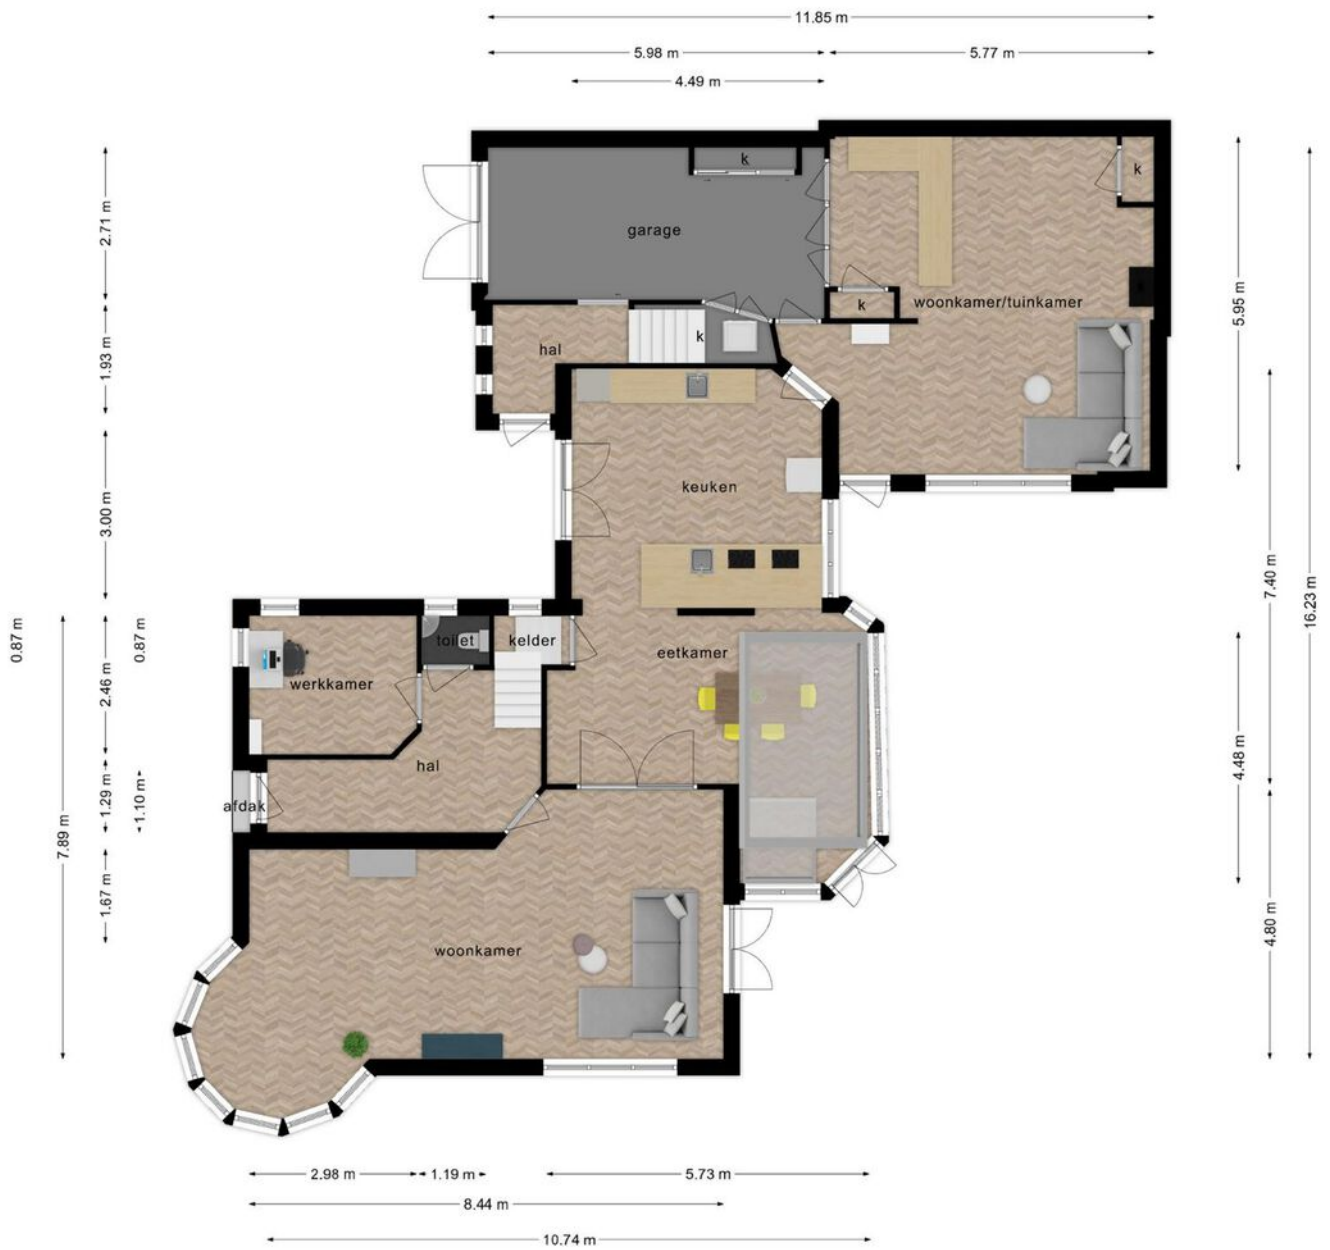 11.85 m
5.98 m
5.77 m
4.49 m
k
k
2.71 m
garage
5.95 m
woonkamer/tuinkamer
k
1.93 m
hal
k
keuken
3.00 m
7.40 m
16.23 m
0.87 m
0.87 m
toilet
kelder
eetkamer
2.46 m
werkkamer
4.48 m
hal
1.29 m
1.10 m
afdak
7.89 m
1.67 m
4.80 m
woonkamer
2.98 m
1.19 m
5.73 m
8.44 m
10.74 m